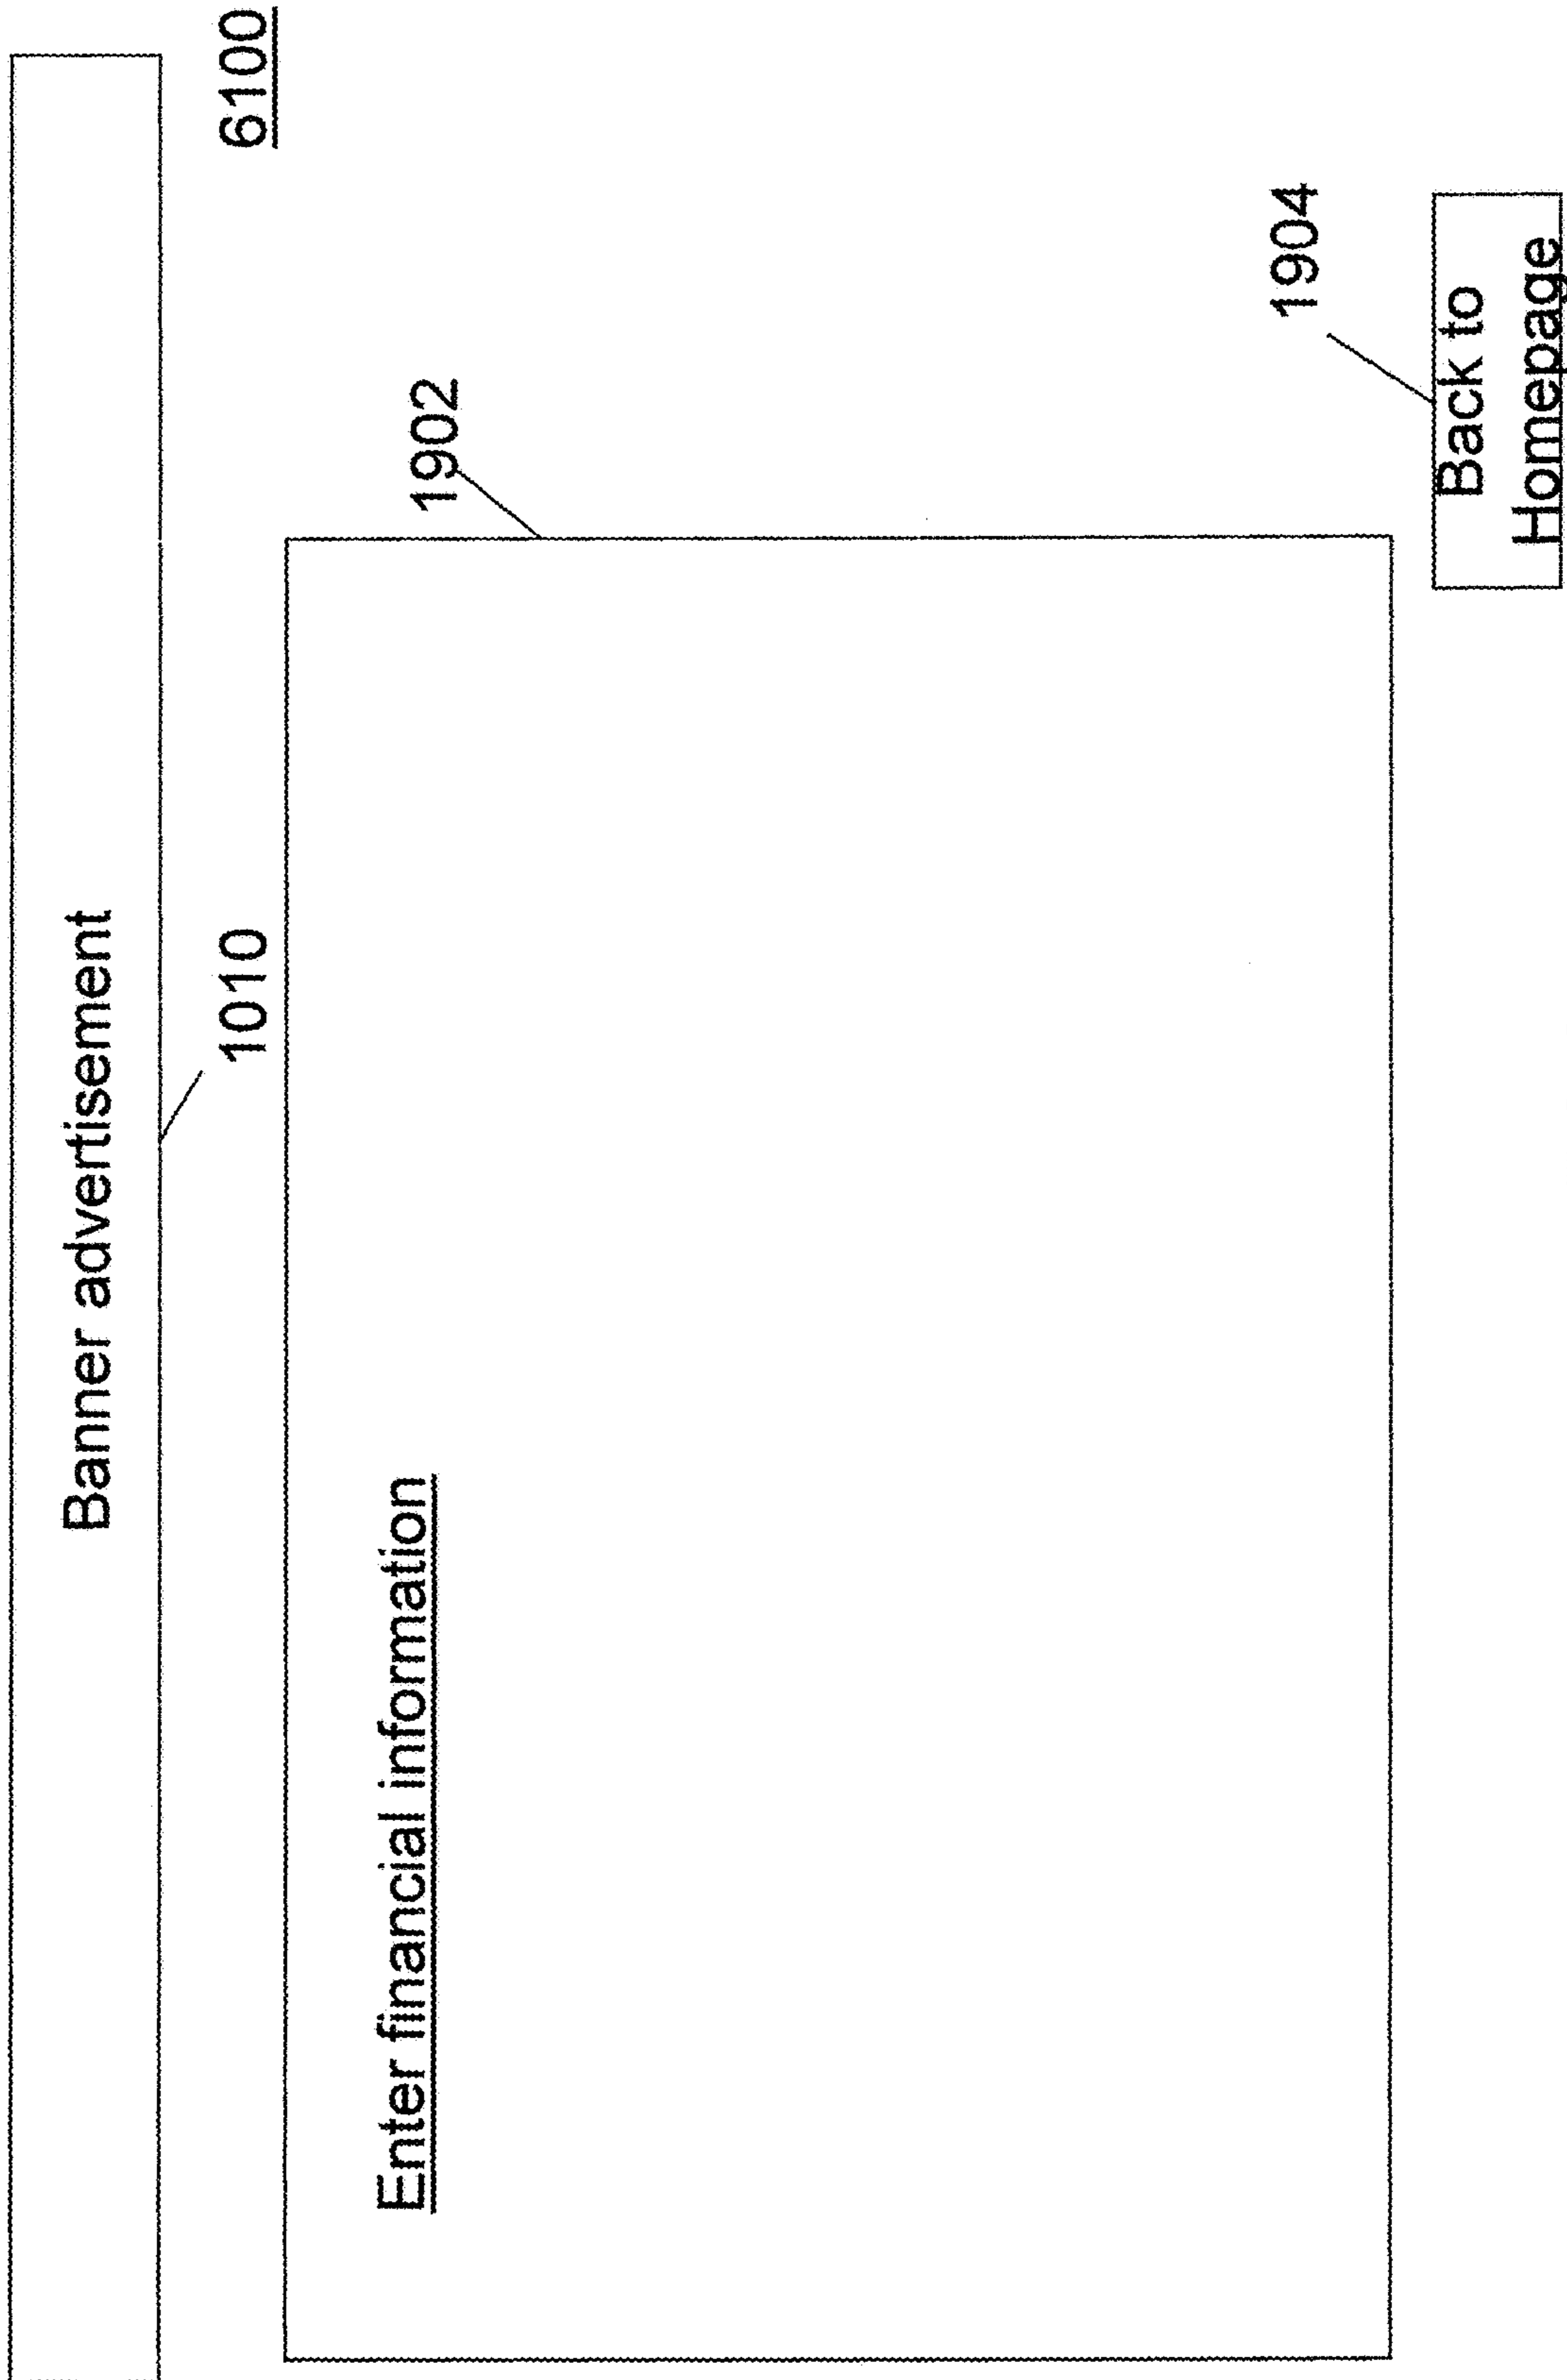 Banner advertisement
1010
6100
1902
Enter financial information
1904
Back to
Homepage